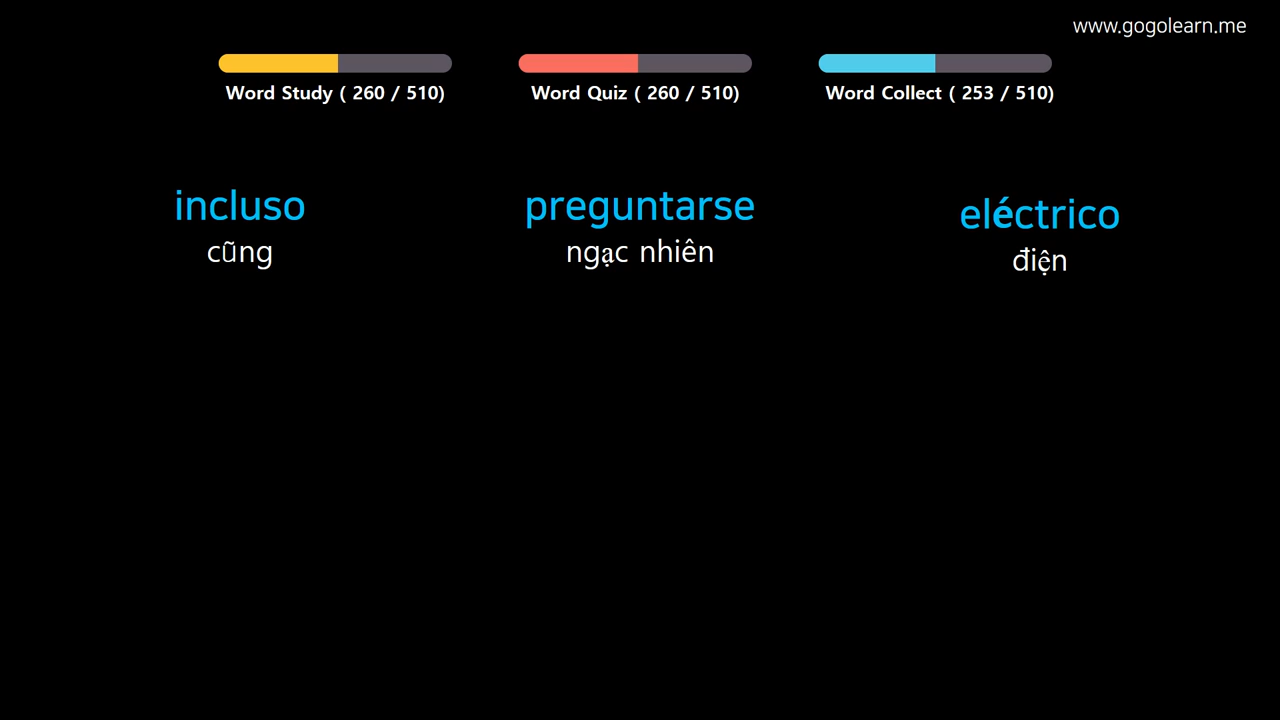 www.gogolearn.me
Word Study ( 260 / 510)
Word Quiz ( 260 / 510)
Word Collect ( 253 / 510)
incluso
cũng
preguntarse
ngạc nhiên
eléctrico
điện